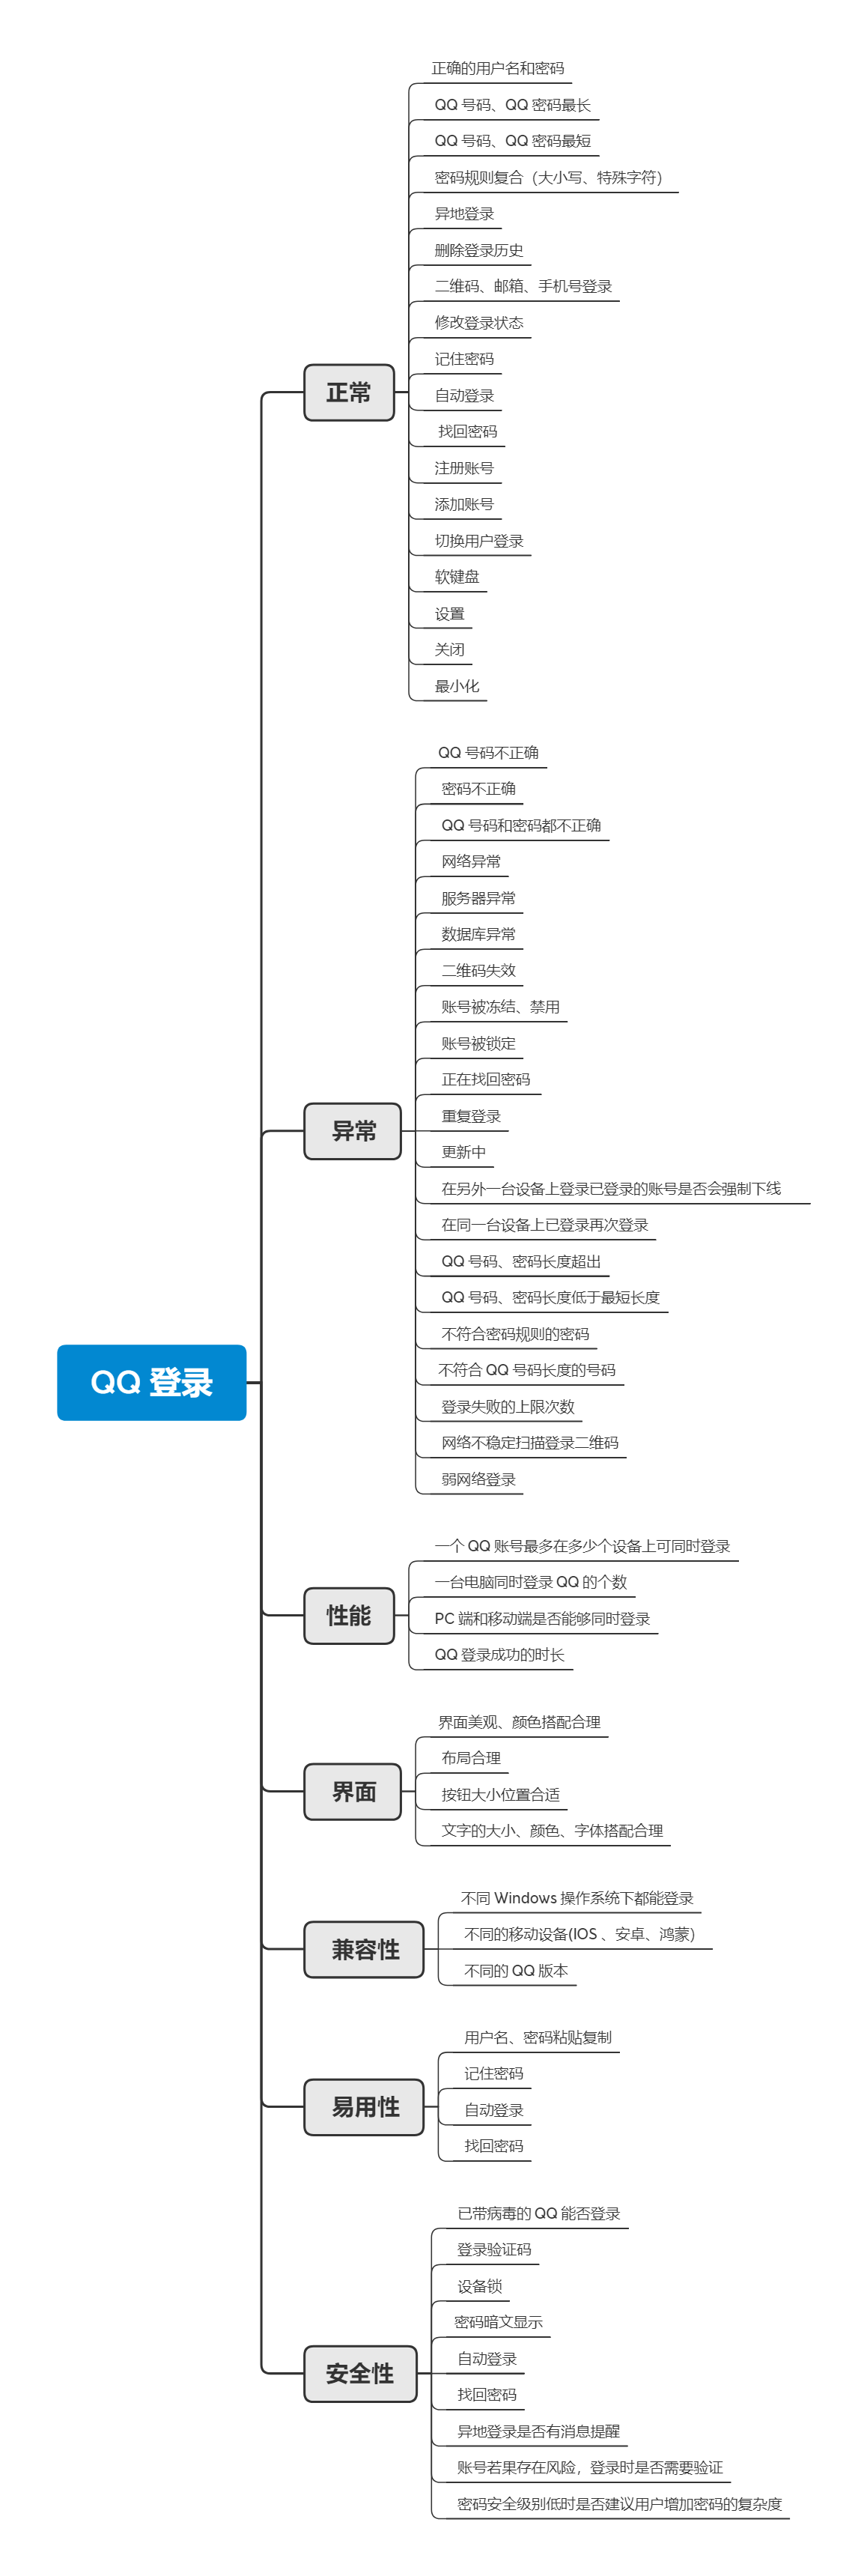 正确的用户名和密码
QQ 号码、QQ 密码最长
QQ 号码、QQ 密码最短
密码规则复合（大小写、特殊字符）
异地登录
删除登录历史
二维码、邮箱、手机号登录
修改登录状态
记住密码
正常
自动登录
找回密码
注册账号
添加账号
切换用户登录
软键盘
设置
关闭
最小化
QQ 号码不正确
密码不正确
QQ 号码和密码都不正确
网络异常
服务器异常
数据库异常
二维码失效
账号被冻结、禁用
账号被锁定
正在找回密码
重复登录
异常
更新中
在另外一台设备上登录已登录的账号是否会强制下线
在同一台设备上已登录再次登录
QQ 号码、密码长度超出
QQ 号码、密码长度低于最短长度
不符合密码规则的密码
不符合 QQ 号码长度的号码
QQ 登录
登录失败的上限次数
网络不稳定扫描登录二维码
弱网络登录
一个 QQ 账号最多在多少个设备上可同时登录
一台电脑同时登录 QQ 的个数
性能
PC 端和移动端是否能够同时登录
QQ 登录成功的时长
界面美观、颜色搭配合理
布局合理
界面
按钮大小位置合适
文字的大小、颜色、字体搭配合理
不同 Windows 操作系统下都能登录
兼容性
不同的移动设备(IOS 、安卓、鸿蒙）
不同的 QQ 版本
用户名、密码粘贴复制
记住密码
易用性
自动登录
找回密码
已带病毒的 QQ 能否登录
登录验证码
设备锁
密码暗文显示
安全性
自动登录
找回密码
异地登录是否有消息提醒
账号若果存在风险，登录时是否需要验证
密码安全级别低时是否建议用户增加密码的复杂度